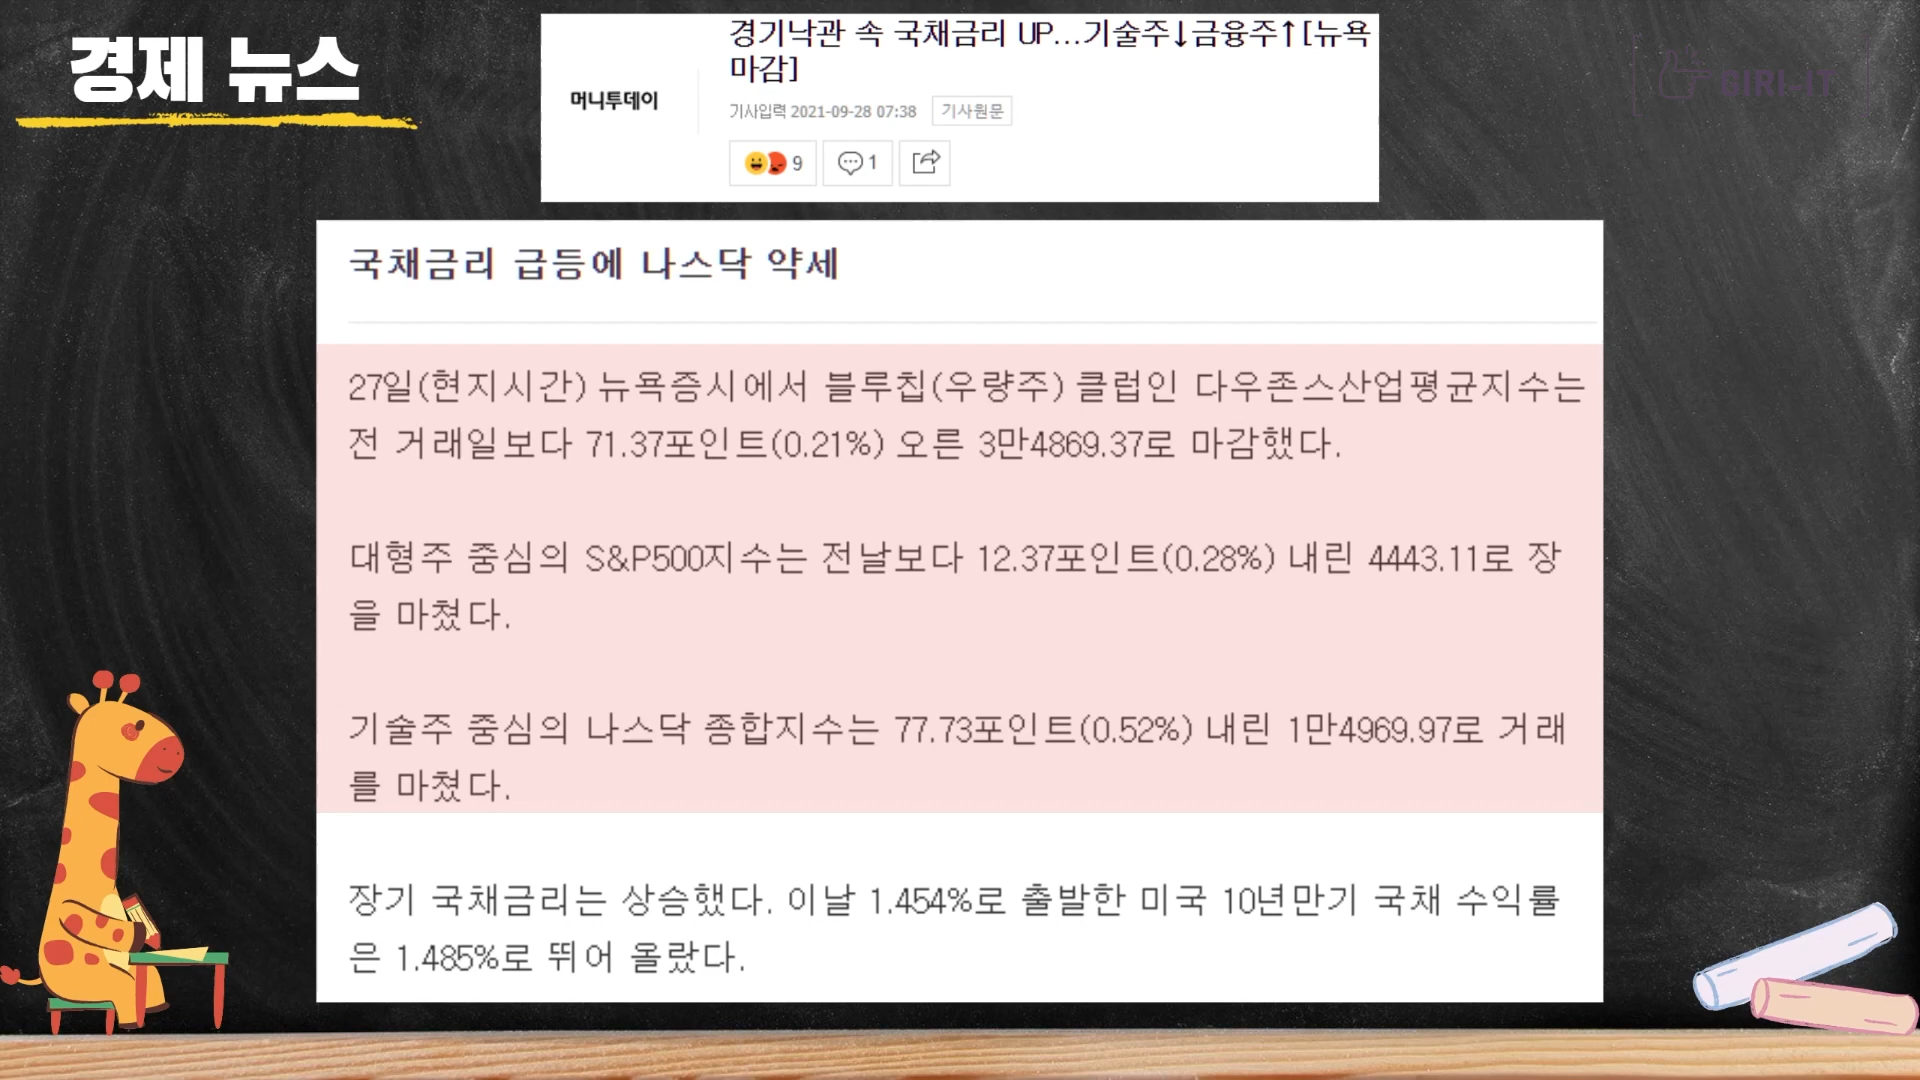 경제 뉴스
머니투데이
경기낙관 속 국채금리 UP...기술주↓금융주↑[뉴욕
마감]
기사입력 2021-09-28 07:38 기사원문
9 1
GIRI-IT
국채금리 급등에 나스닥 약세
27일(현지시간) 뉴욕증시에서 블루칩(우량주) 클럽인 다우존스산업평균지수는
전 거래일보다 71.37포인트(0.21%) 오른 3만4869.37로 마감했다.
대형주 중심의 S&P500지수는 전날보다 12.37포인트(0.28%) 내린 4443.11로 장
을 마쳤다.
기술주 중심의 나스닥 종합지수는 77.73포인트(0.52%) 내린 1만4969.97로 거래
를 마쳤다.
장기 국채금리는 상승했다. 이날 1.454%로 출발한 미국 10년만기 국채 수익률
은 1.485%로 뛰어 올랐다.